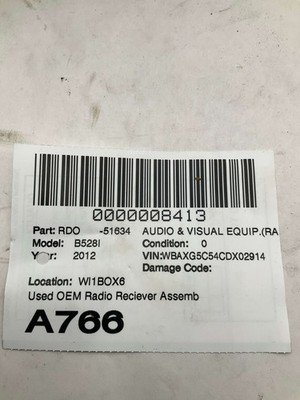 0000008413
Part: RDO -51634 AUDIO & VISUAL EQUIP.(RA
Model: B528I Condition: 0
Year: 2012 VIN:WBAXG5C54CDX02914
Damage Code:
Location: WI1BOX6
Used OEM Radio Reciever Assemb
A766